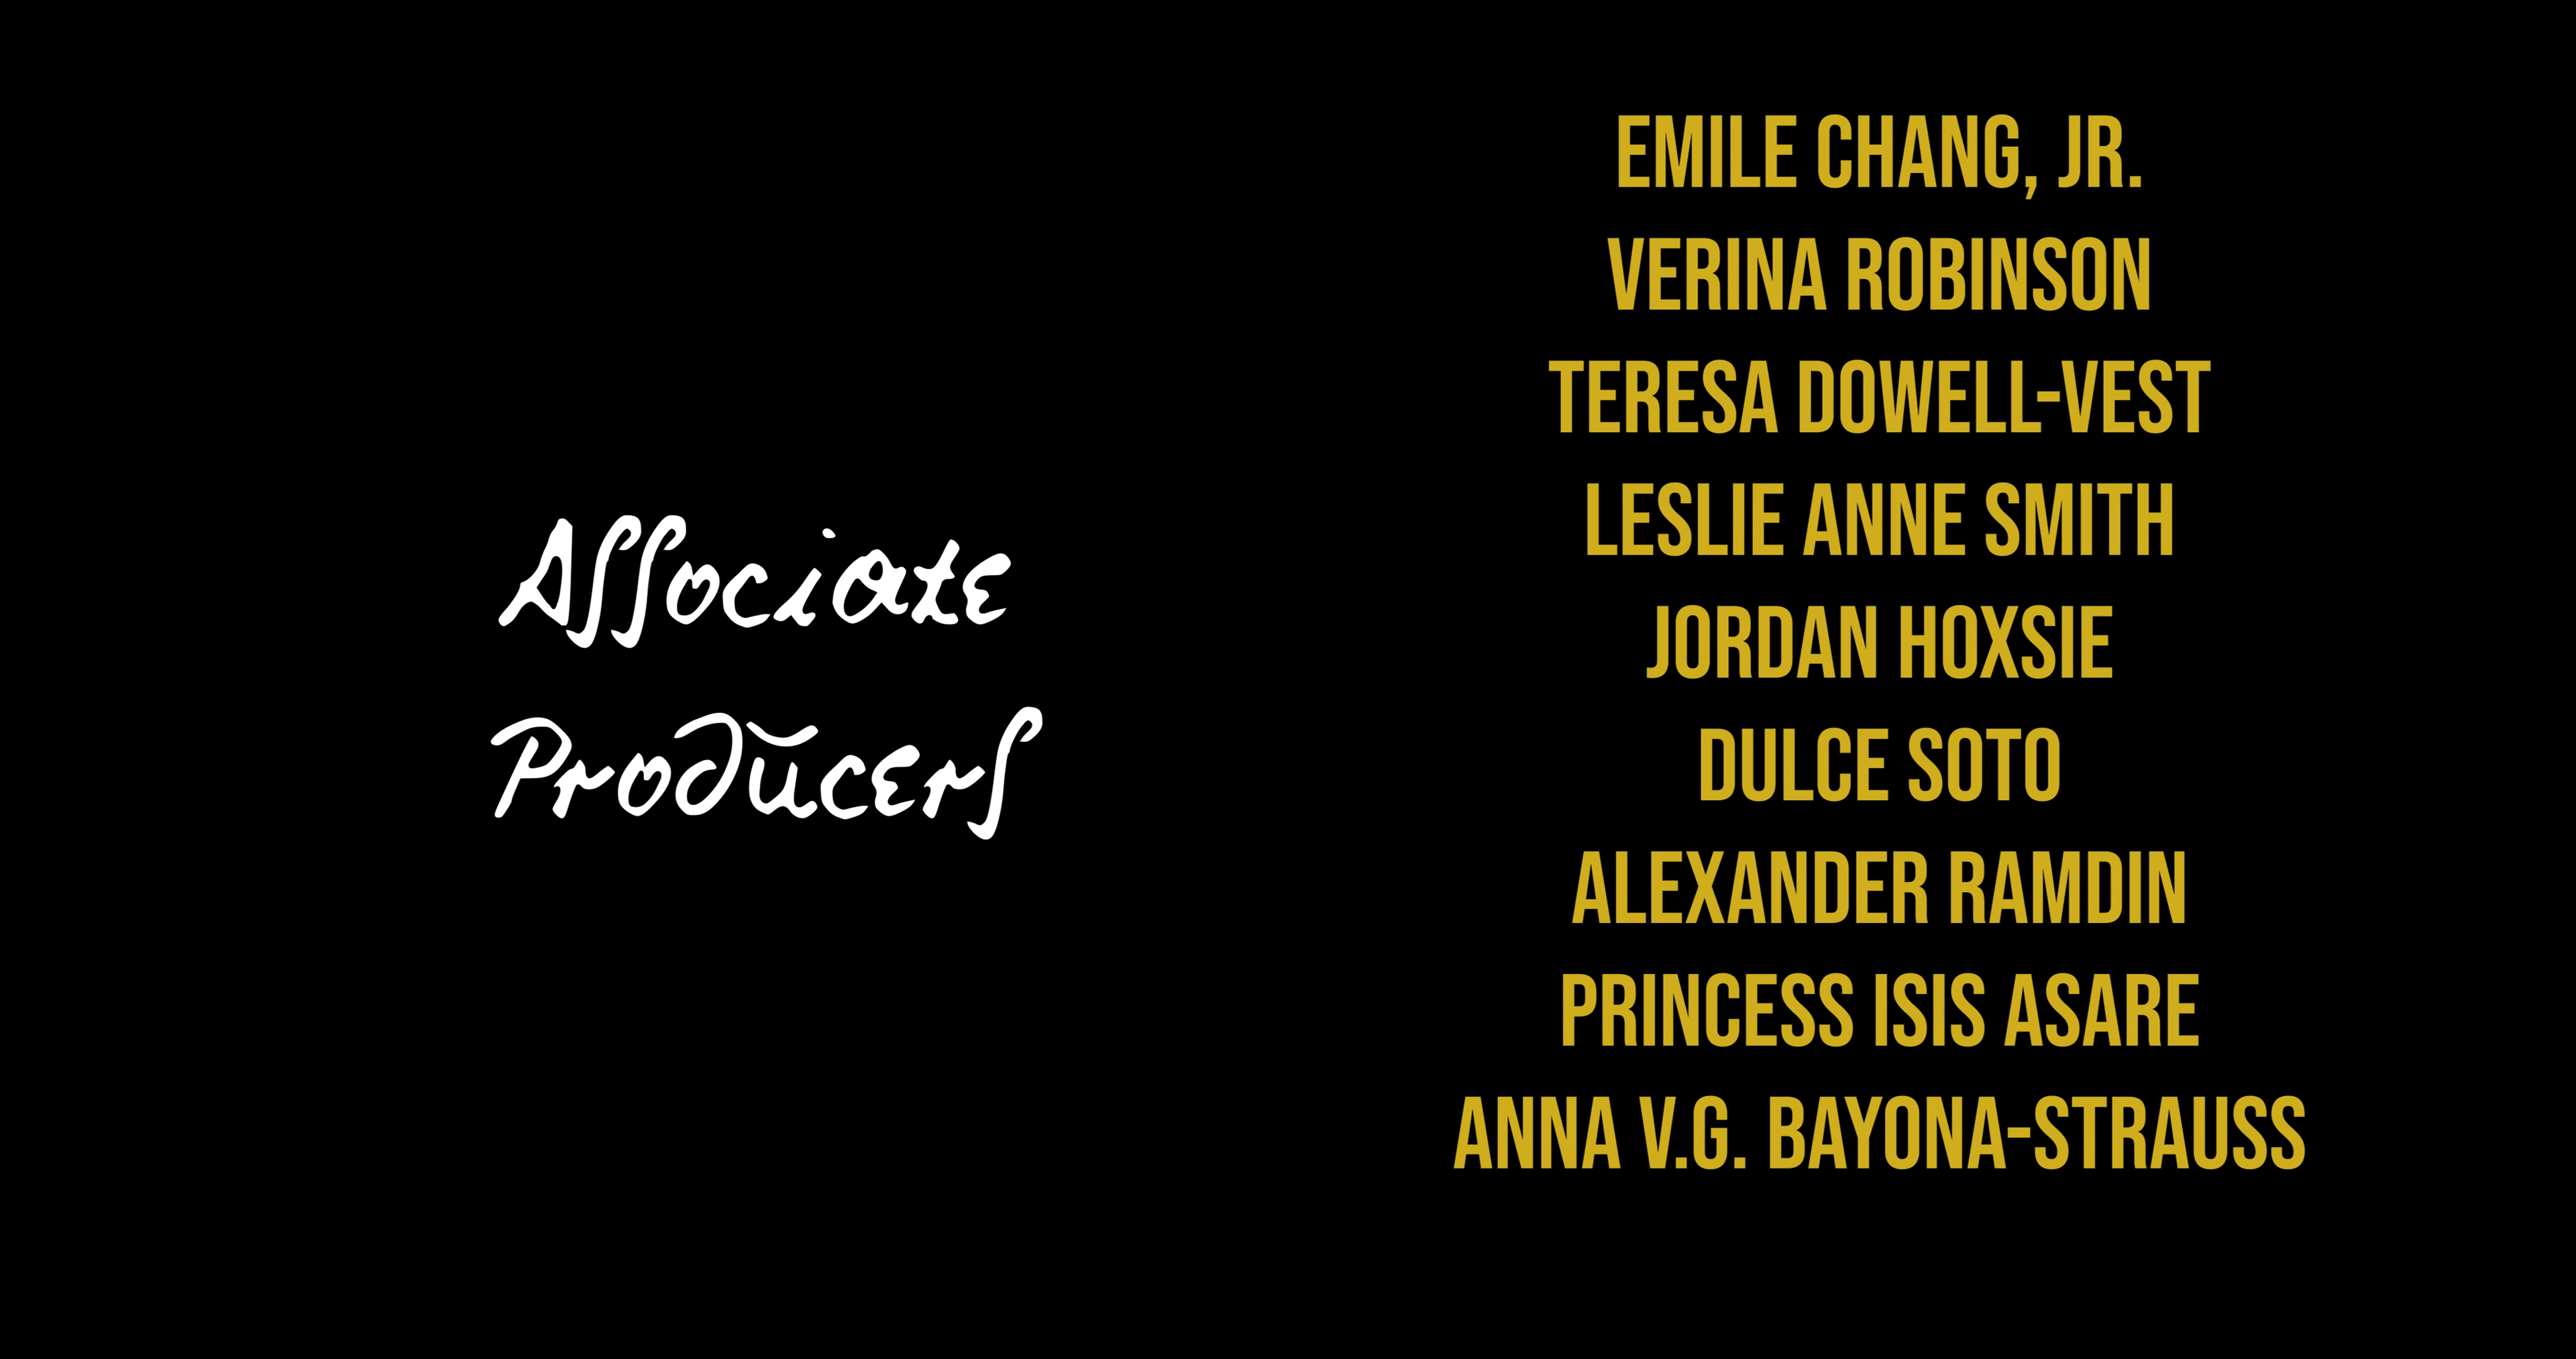 Associate
Producers
EMILE CHANG, JR.
VERINA ROBINSON
TERESA DOWELL-VEST
LESLIE ANNE SMITH
JORDAN HOXSIE
DULCE SOTO
ALEXANDER RAMDIN
PRINCESS ISIS ASARE
ANNA V.G. BAYONA-STRAUSS